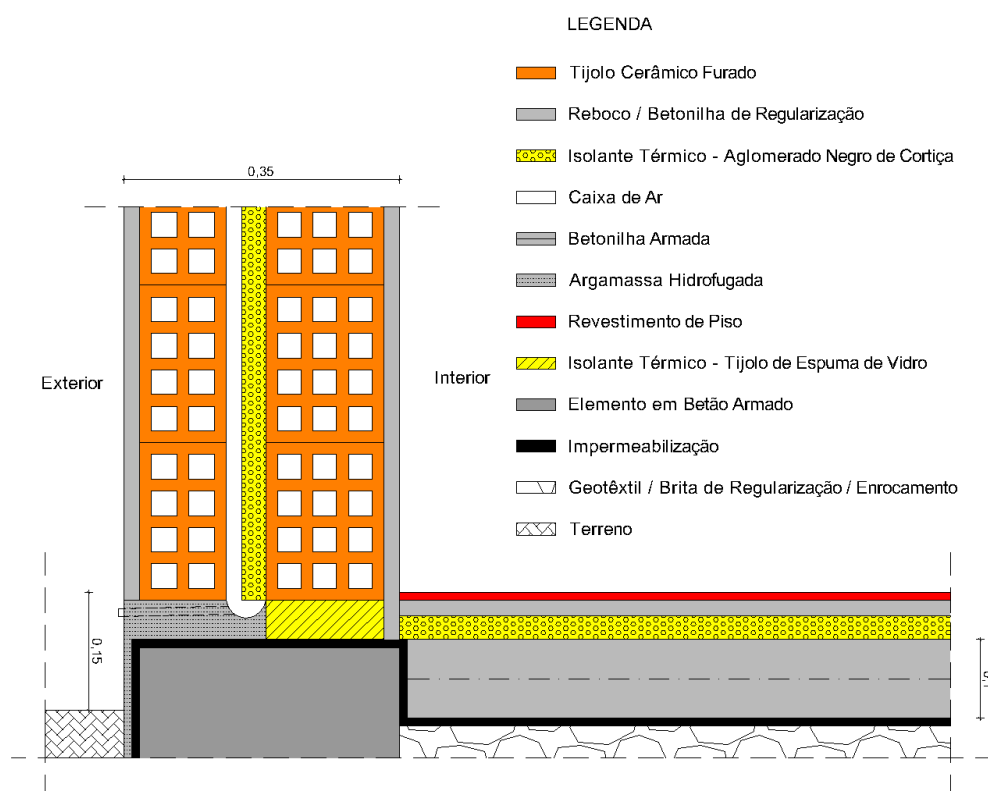 LEGENDA
Tijolo Cerâmico Furado
Reboco / Betonilha de Regularização
Isolante Térmico - Aglomerado Negro de Cortiça
Caixa de Ar
Betonilha Armada
Argamassa Hidrofugada
Revestimento de Piso
Isolante Térmico - Tijolo de Espuma de Vidro
Elemento em Betão Armado
Impermeabilização
Geotêxtil / Brita de Regularização / Enrocamento
Terreno
0,35
Exterior
Interior
0,15